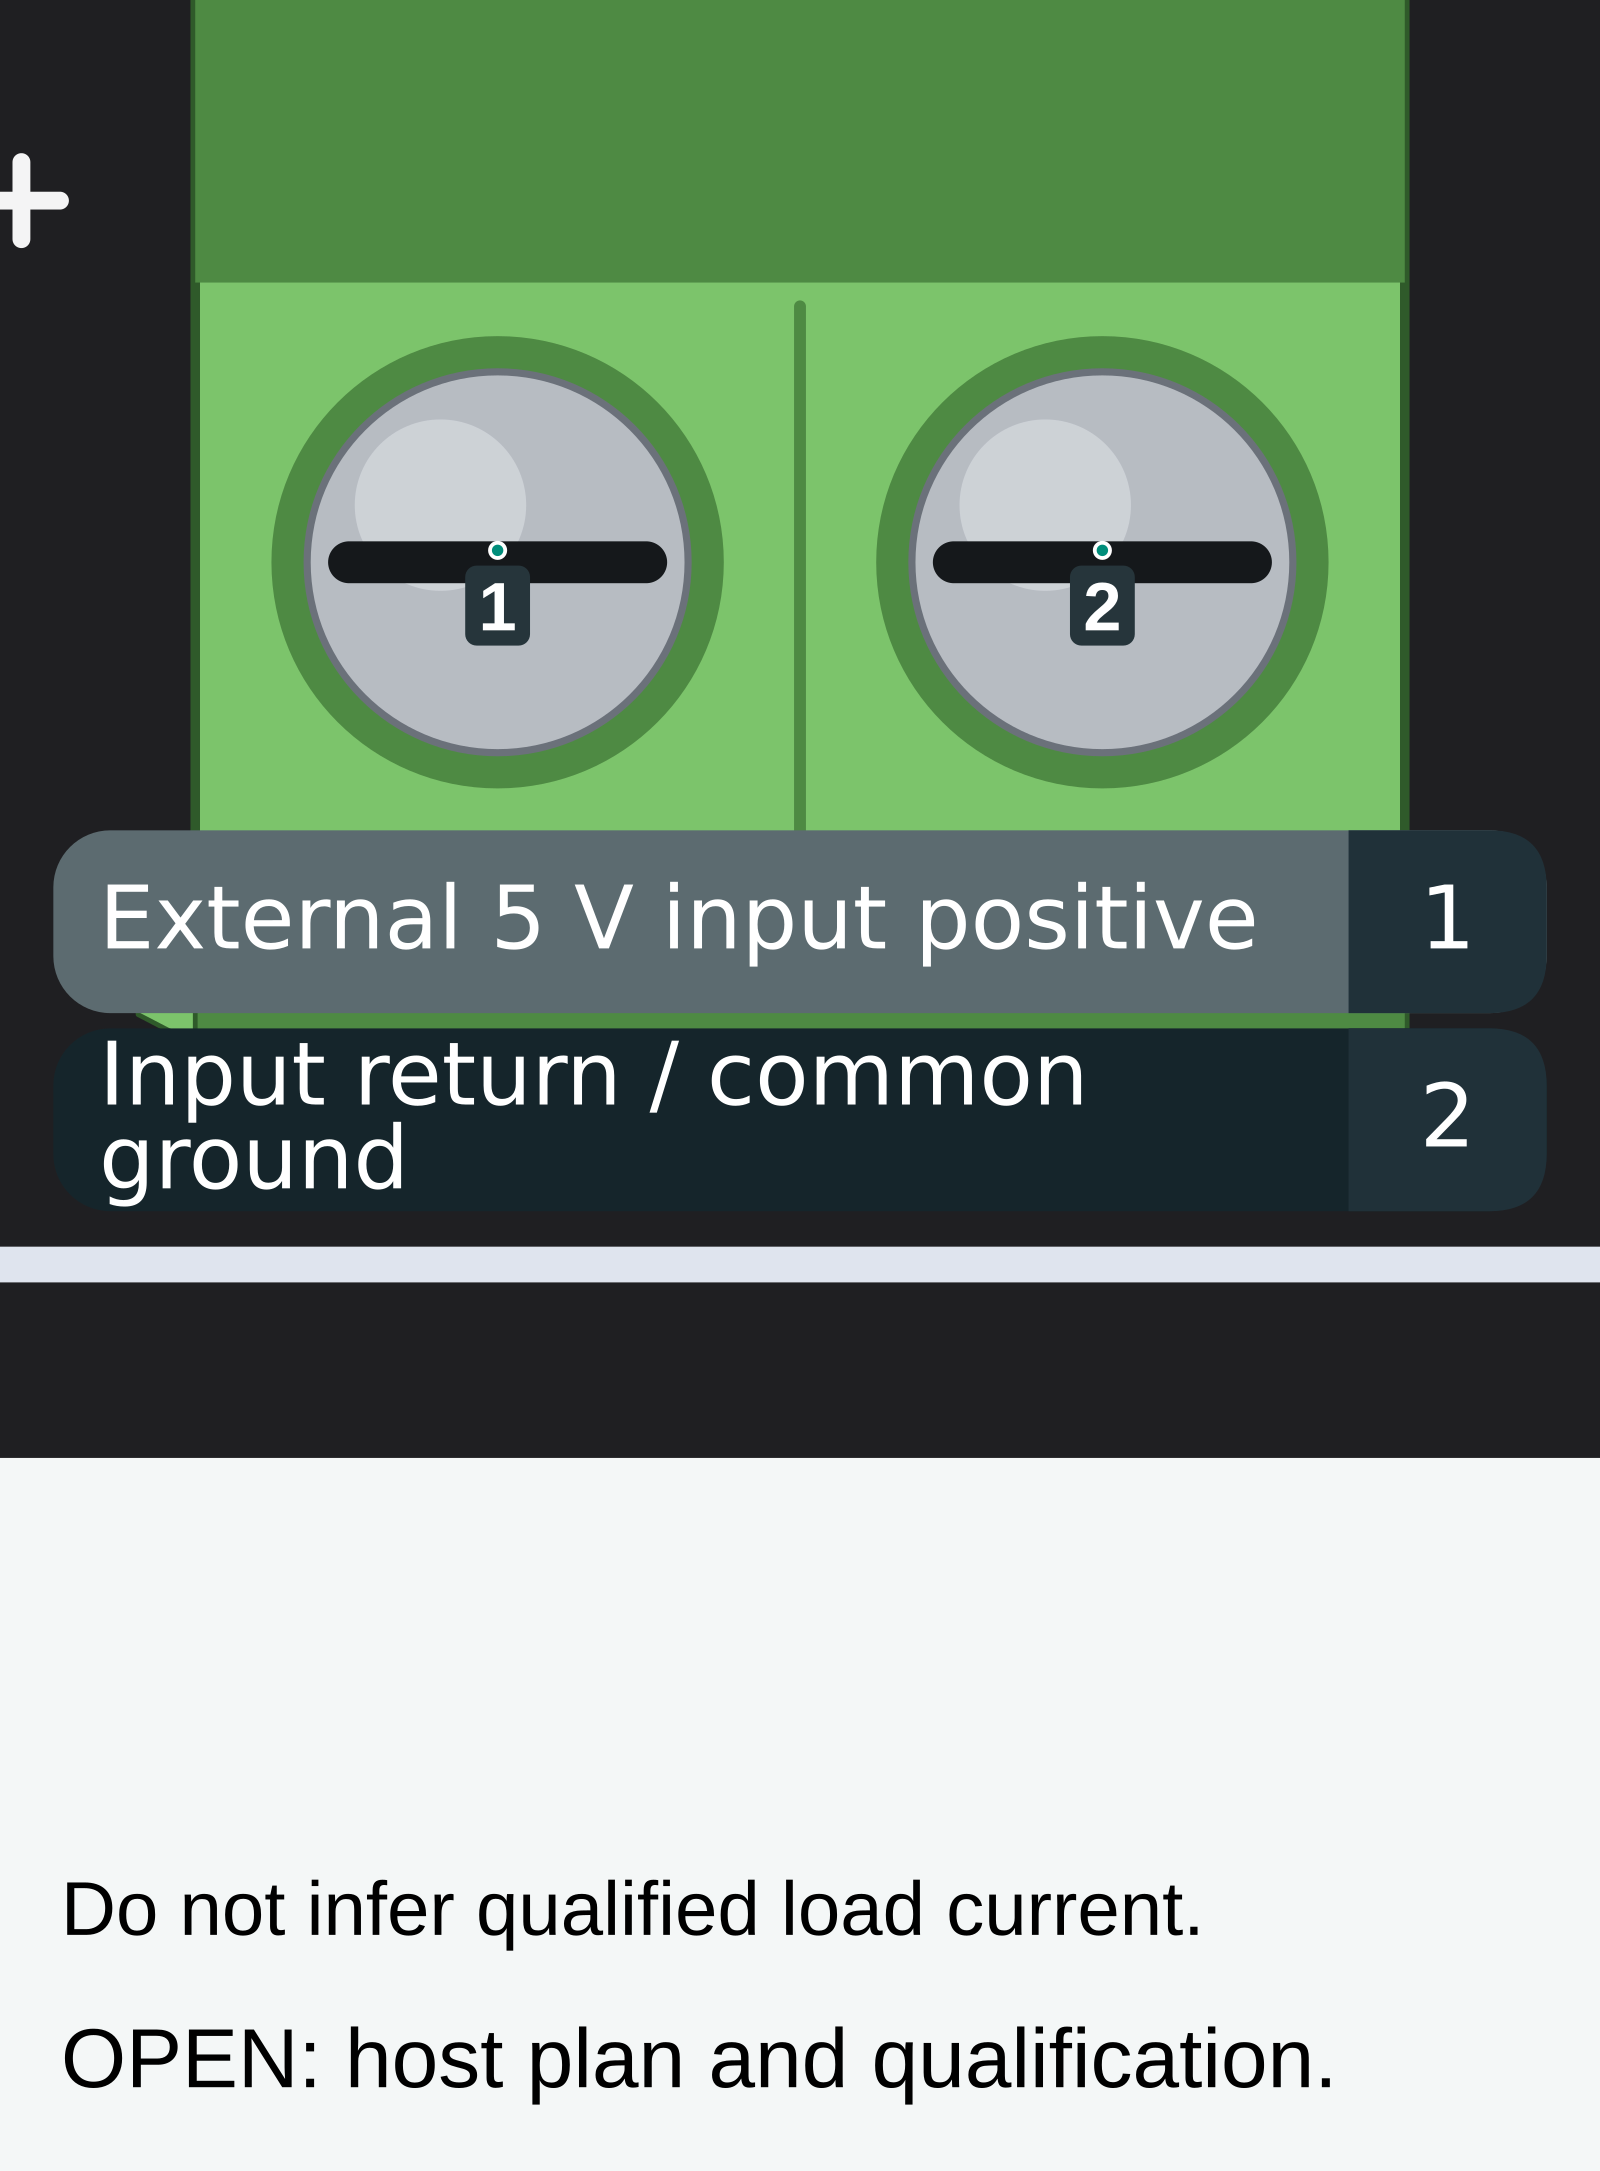 +
1
2
External 5 V input positive 1
Input return / common
ground
2
Do not infer qualified load current.
OPEN: host plan and qualification.